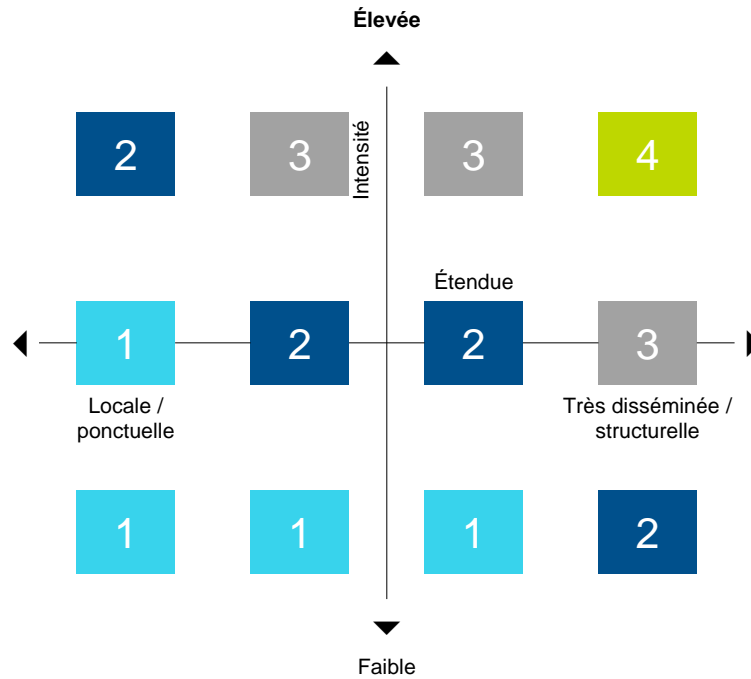 Élevée
2
3
Intensité
3
4
Étendue
1
2
2
3
Locale /
ponctuelle
Très disséminée /
structurelle
1
1
1
2
Faible